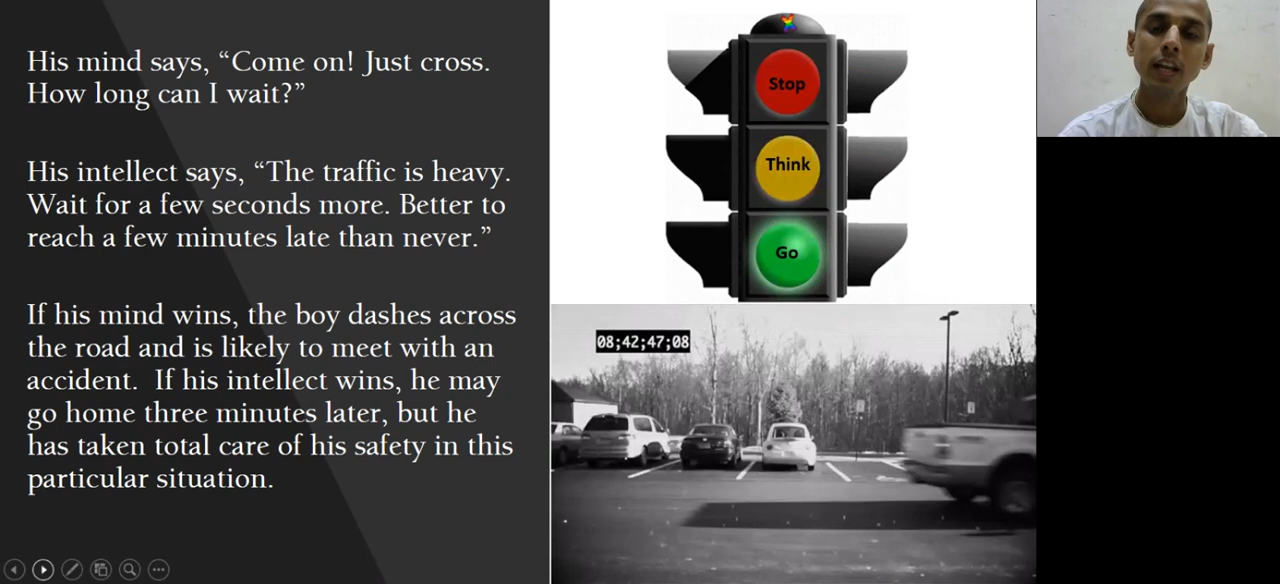 His mind says, “Come on! Just cross.
How long can I wait?”
His intellect says, “The traffic is heavy.
Wait for a few seconds more. Better to
reach a few minutes late than never.”
If his mind wins, the boy dashes across
the road and is likely to meet with an
accident.  If his intellect wins, he may
go home three minutes later, but he
has taken total care of his safety in this
particular situation.
Stop
Think
Go
08;42;47;08